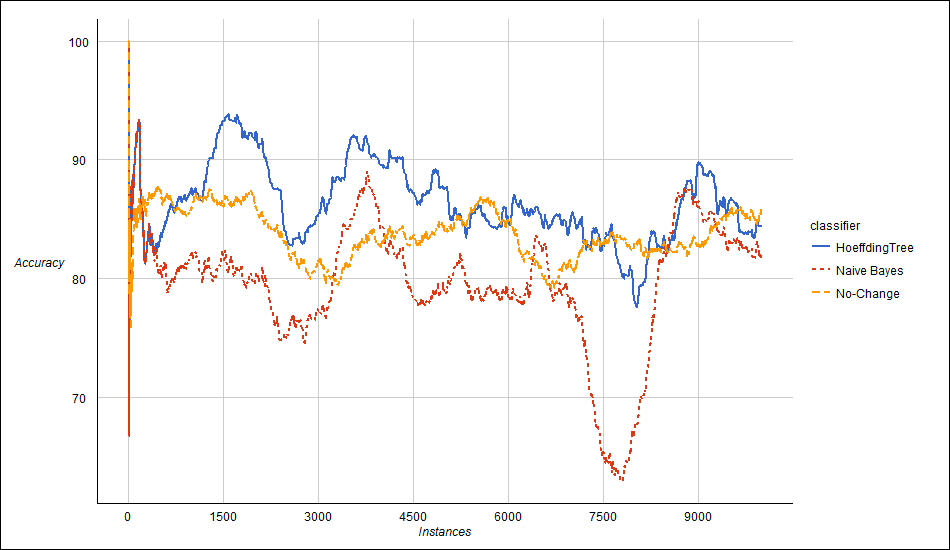 100
90
80
70
Accuracy
0 1500 3000 4500 6000 7500 9000
Instances
classifier
HoeffdingTree
Naive Bayes
No-Change